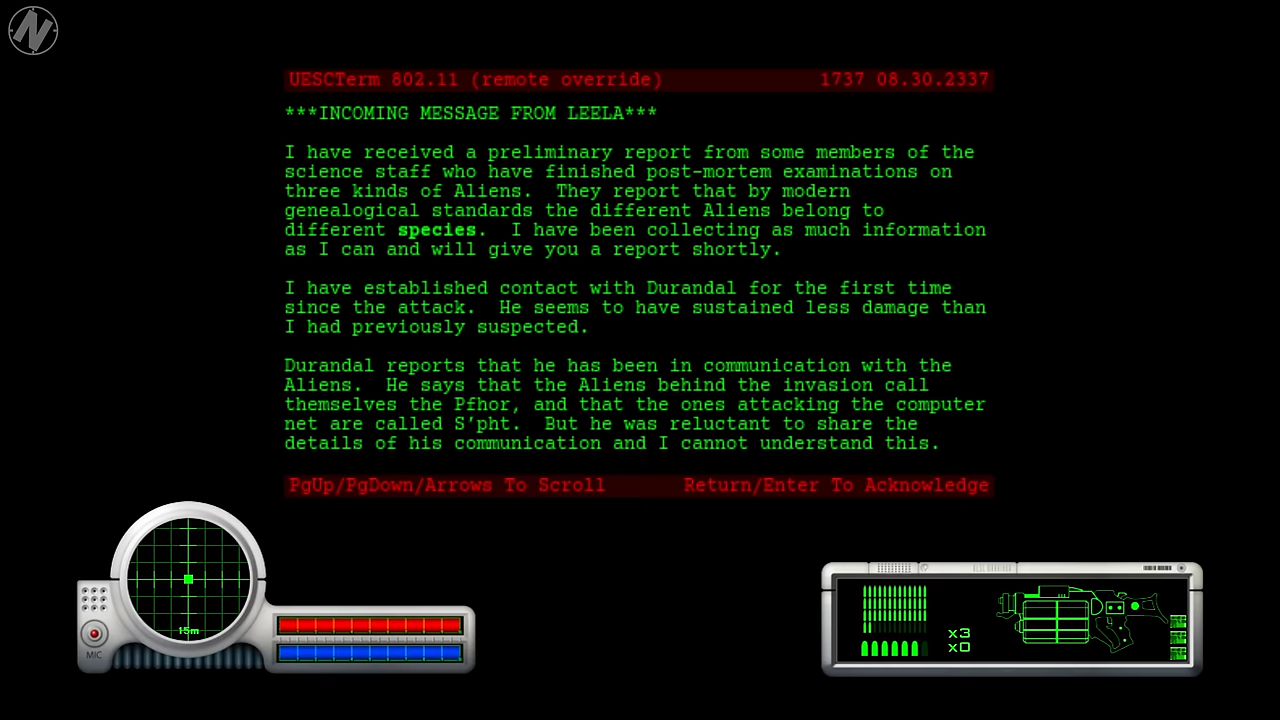 N
UESCTerm 802.11 (remote override) 1737 08.30.2337
***INCOMING MESSAGE FROM LEELA***
I have received a preliminary report from some members of the
science staff who have finished post-mortem examinations on
three kinds of Aliens.  They report that by modern
genealogical standards the different Aliens belong to
different species.  I have been collecting as much information
as I can and will give you a report shortly.
I have established contact with Durandal for the first time
since the attack.  He seems to have sustained less damage than
I had previously suspected.
Durandal reports that he has been in communication with the
Aliens.  He says that the Aliens behind the invasion call
themselves the Pfhor, and that the ones attacking the computer
net are called S'pht.  But he was reluctant to share the
details of his communication and I cannot understand this.
PgUp/PgDown/Arrows To Scroll Return/Enter To Acknowledge
15m
MIC
x3
x0